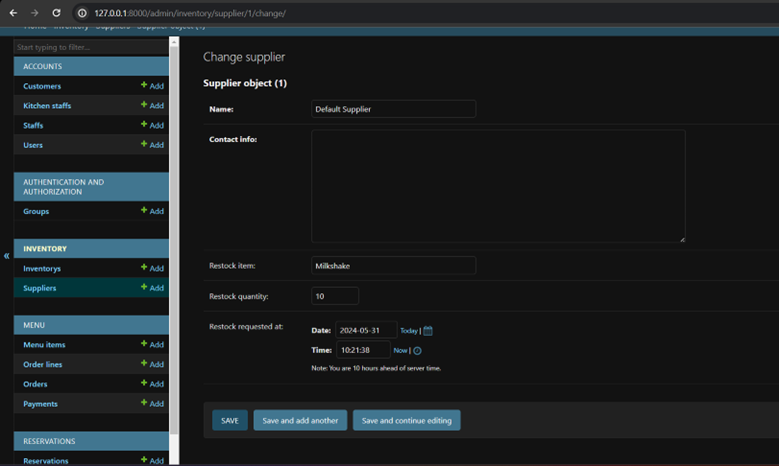 127.0.0.1:8000/admin/inventory/supplier/1/change/
Home Inventory Suppliers Supplier object (1)
Start typing to filter...
ACCOUNTS
Customers + Add
Kitchen staffs + Add
Staffs + Add
Users + Add
AUTHENTICATION AND
AUTHORIZATION
Groups + Add
INVENTORY
Inventorys + Add
Suppliers + Add
MENU
Menu items + Add
Order lines + Add
Orders + Add
Payments + Add
RESERVATIONS
Reservations + Add
«
Change supplier
Supplier object (1)
Name: Default Supplier
Contact info:
Restock item: Milkshake
Restock quantity: 10
Restock requested at: Date: 2024-05-31 Today |
Time: 10:21:38 Now |
Note: You are 10 hours ahead of server time.
SAVE Save and add another Save and continue editing